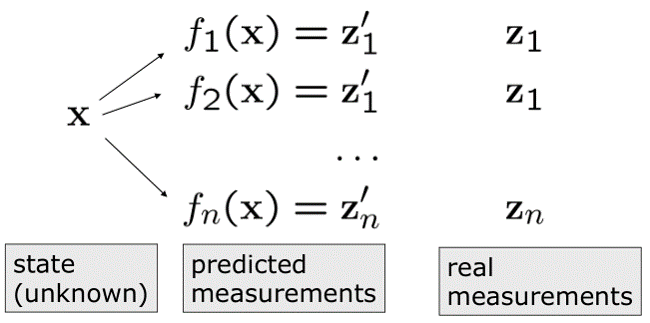 f₁(x) = z′₁ z₁
f₂(x) = z′₁ z₁
x
...
fₙ(x) = z′ₙ zₙ
state (unknown)
predicted measurements
real measurements